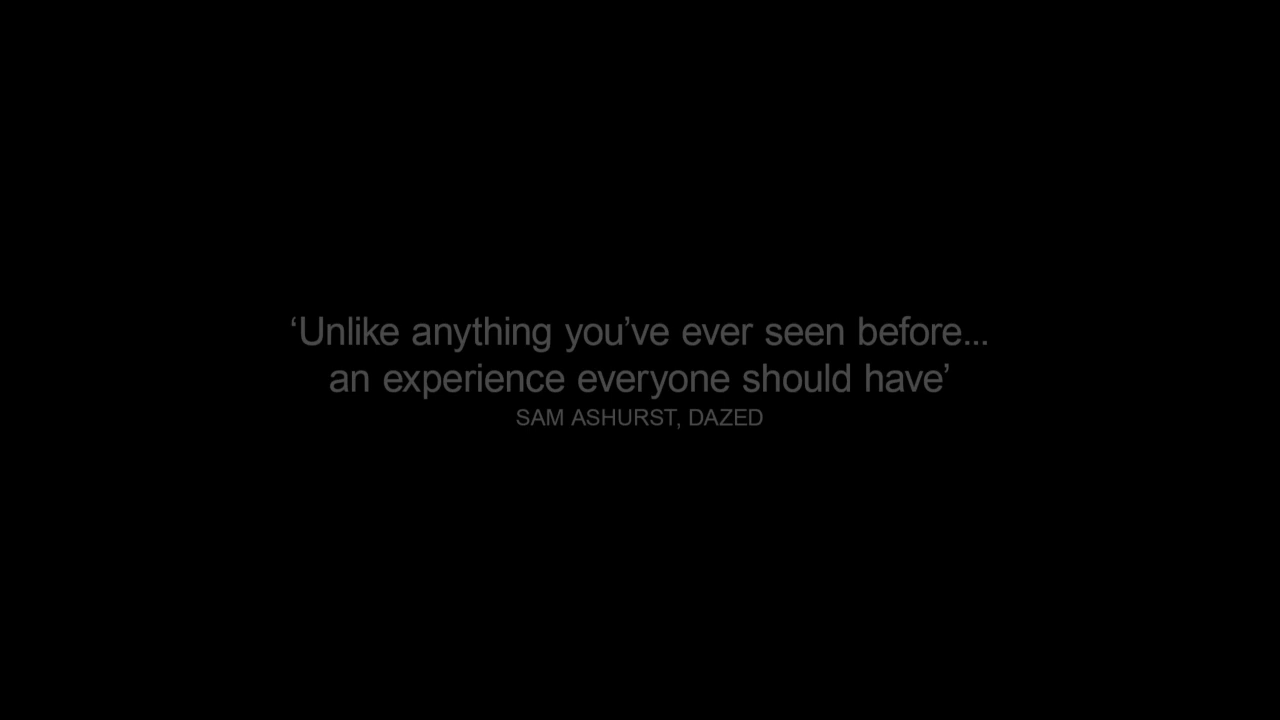 ‘Unlike anything you’ve ever seen before...
an experience everyone should have’
SAM ASHURST, DAZED